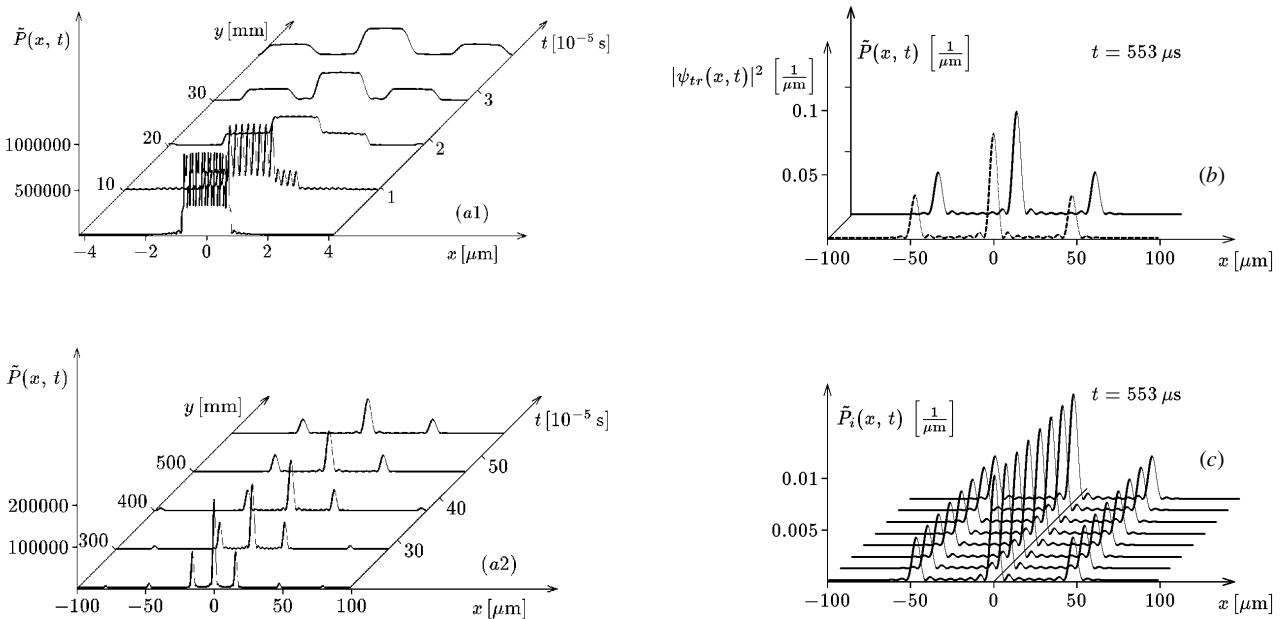 P̃(x, t)
y [mm]
t [10⁻⁵ s]
30
20
10
3
2
1
1000000
500000
(a1)
−4
−2
0
2
4
x [μm]
P̃(x, t) [1/μm]
t = 553 μs
|ψtr(x, t)|² [1/μm]
0.1
0.05
(b)
−100
−50
0
50
100
x [μm]
P̃(x, t)
y [mm]
t [10⁻⁵ s]
500
400
300
50
40
30
200000
100000
(a2)
−100
−50
0
50
100
x [μm]
P̃i(x, t) [1/μm]
t = 553 μs
0.01
0.005
(c)
−100
−50
0
50
100
x [μm]